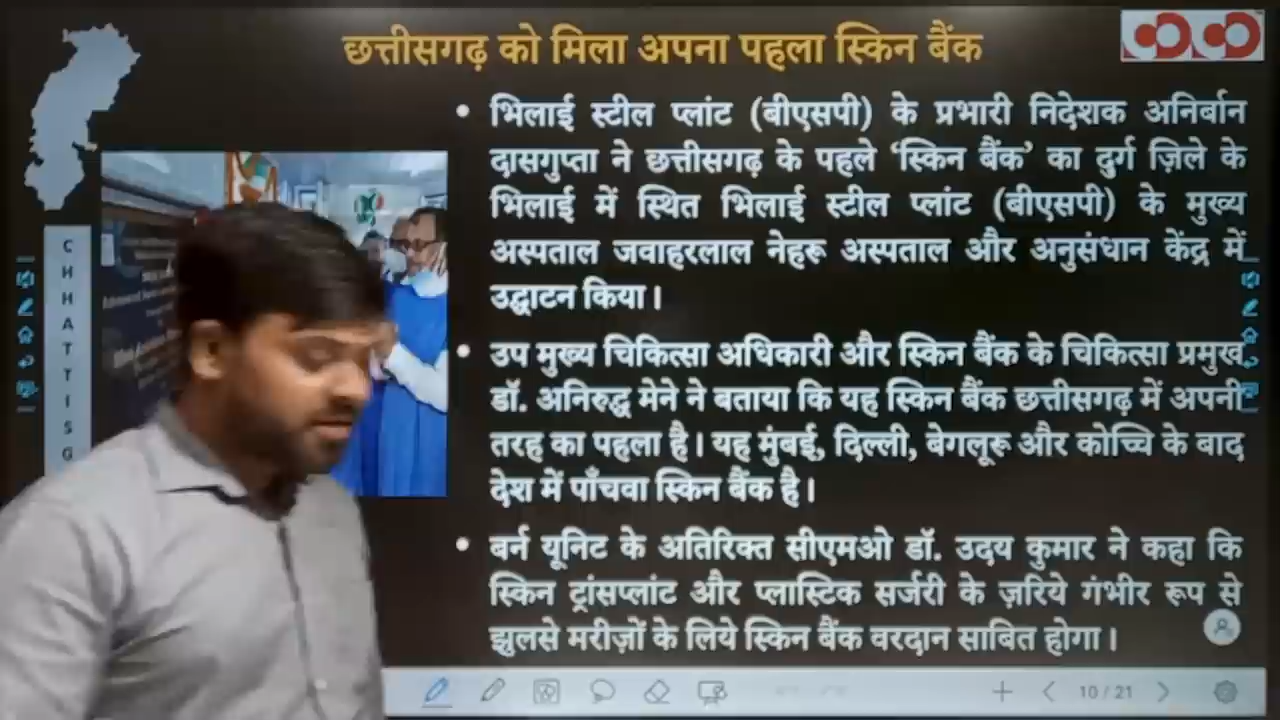 छत्तीसगढ़ को मिला अपना पहला स्किन बैंक
• भिलाई स्टील प्लांट (बीएसपी) के प्रभारी निदेशक अनिर्बान
दासगुप्ता ने छत्तीसगढ़ के पहले ‘स्किन बैंक’ का दुर्ग ज़िले के
भिलाई में स्थित भिलाई स्टील प्लांट (बीएसपी) के मुख्य
अस्पताल जवाहरलाल नेहरू अस्पताल और अनुसंधान केंद्र में
उद्घाटन किया।
• उप मुख्य चिकित्सा अधिकारी और स्किन बैंक के चिकित्सा प्रमुख
डॉ. अनिरुद्ध मेने ने बताया कि यह स्किन बैंक छत्तीसगढ़ में अपनी
तरह का पहला है। यह मुंबई, दिल्ली, बेगलूरू और कोच्चि के बाद
देश में पाँचवा स्किन बैंक है।
• बर्न यूनिट के अतिरिक्त सीएमओ डॉ. उदय कुमार ने कहा कि
स्किन ट्रांसप्लांट और प्लास्टिक सर्जरी के ज़रिये गंभीर रूप से
झुलसे मरीज़ों के लिये स्किन बैंक वरदान साबित होगा।
C
H
H
A
T
T
I
S
G
10 / 21